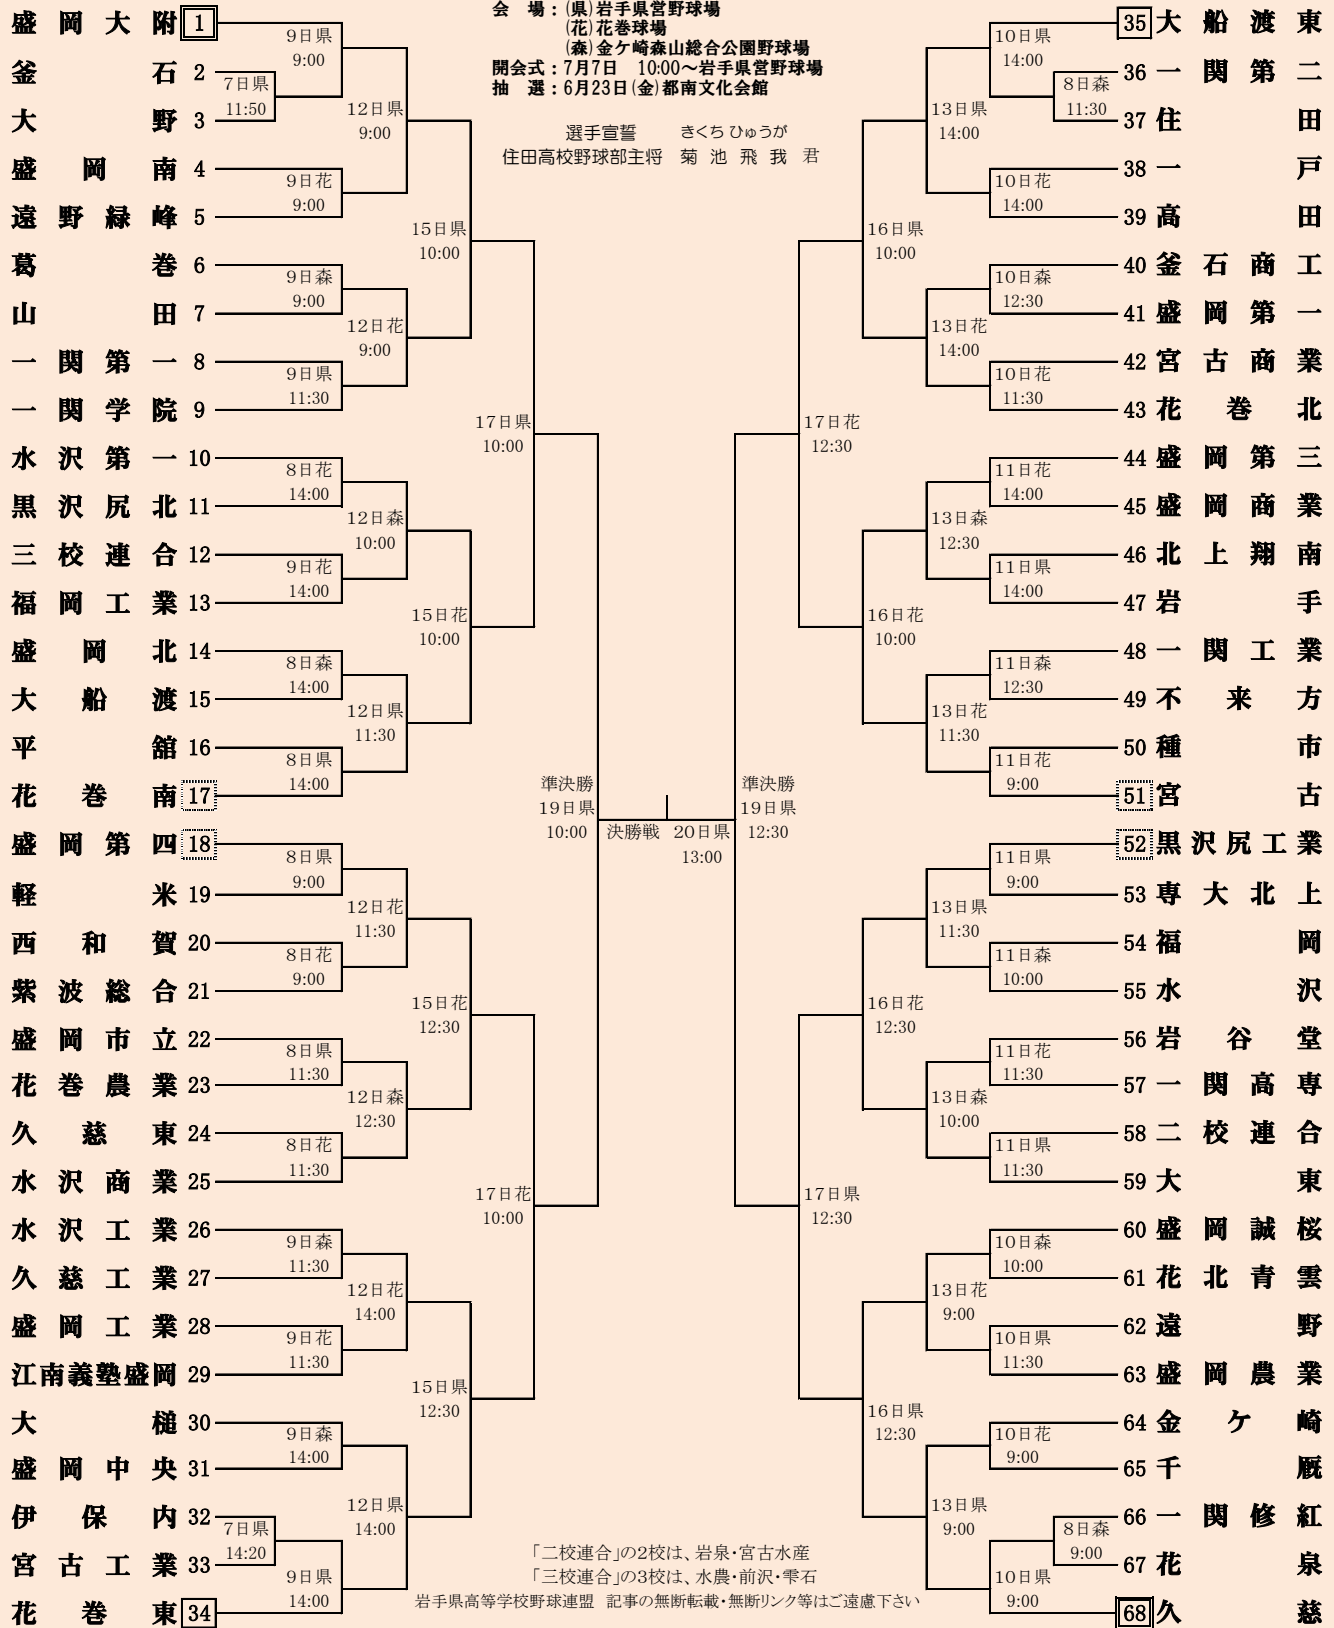 会　場：(県)岩手県営野球場
(花)花巻球場
(森)金ケ崎森山総合公園野球場
開会式：7月7日　10:00～岩手県営野球場
抽　選：6月23日(金)都南文化会館
選手宣誓　きくち ひゅうが
住田高校野球部主将　菊 池 飛 我 君
盛岡大附 1
釜石 2
大野 3
盛岡南 4
遠野緑峰 5
葛巻 6
山田 7
一関第一 8
一関学院 9
水沢第一 10
黒沢尻北 11
三校連合 12
福岡工業 13
盛岡北 14
大船渡 15
平舘 16
花巻南 17
盛岡第四 18
軽米 19
西和賀 20
紫波総合 21
盛岡市立 22
花巻農業 23
久慈東 24
水沢商業 25
水沢工業 26
久慈工業 27
盛岡工業 28
江南義塾盛岡 29
大槌 30
盛岡中央 31
伊保内 32
宮古工業 33
花巻東 34
7日県
11:50
7日県
14:20
9日県
9:00
9日花
9:00
9日森
9:00
9日県
11:30
8日花
14:00
9日花
14:00
8日森
14:00
8日県
14:00
8日県
9:00
8日花
9:00
8日県
11:30
8日花
11:30
9日森
11:30
9日花
11:30
9日森
14:00
9日県
14:00
12日県
9:00
12日花
9:00
12日森
10:00
12日県
11:30
12日花
11:30
12日森
12:30
12日花
14:00
12日県
14:00
15日県
10:00
15日花
10:00
15日花
12:30
15日県
12:30
17日県
10:00
17日花
10:00
準決勝
19日県
10:00
決勝戦　20日県
13:00
準決勝
19日県
12:30
17日花
12:30
17日県
12:30
16日県
10:00
16日花
10:00
16日花
12:30
16日県
12:30
13日県
14:00
13日花
14:00
13日森
12:30
13日花
11:30
13日県
11:30
13日森
10:00
13日花
9:00
13日県
9:00
10日県
14:00
10日花
14:00
10日森
12:30
10日花
11:30
11日花
14:00
11日県
14:00
11日森
12:30
11日花
9:00
11日県
9:00
11日森
10:00
11日花
11:30
11日県
11:30
10日森
10:00
10日県
11:30
10日花
9:00
10日県
9:00
8日森
11:30
8日森
9:00
35 大船渡東
36 一関第二
37 住田
38 一戸
39 高田
40 釜石商工
41 盛岡第一
42 宮古商業
43 花巻北
44 盛岡第三
45 盛岡商業
46 北上翔南
47 岩手
48 一関工業
49 不来方
50 種市
51 宮古
52 黒沢尻工業
53 専大北上
54 福岡
55 水沢
56 岩谷堂
57 一関高専
58 二校連合
59 大東
60 盛岡誠桜
61 花北青雲
62 遠野
63 盛岡農業
64 金ケ崎
65 千厩
66 一関修紅
67 花泉
68 久慈
「二校連合」の2校は、岩泉・宮古水産
「三校連合」の3校は、水農・前沢・雫石
岩手県高等学校野球連盟　記事の無断転載・無断リンク等はご遠慮下さい